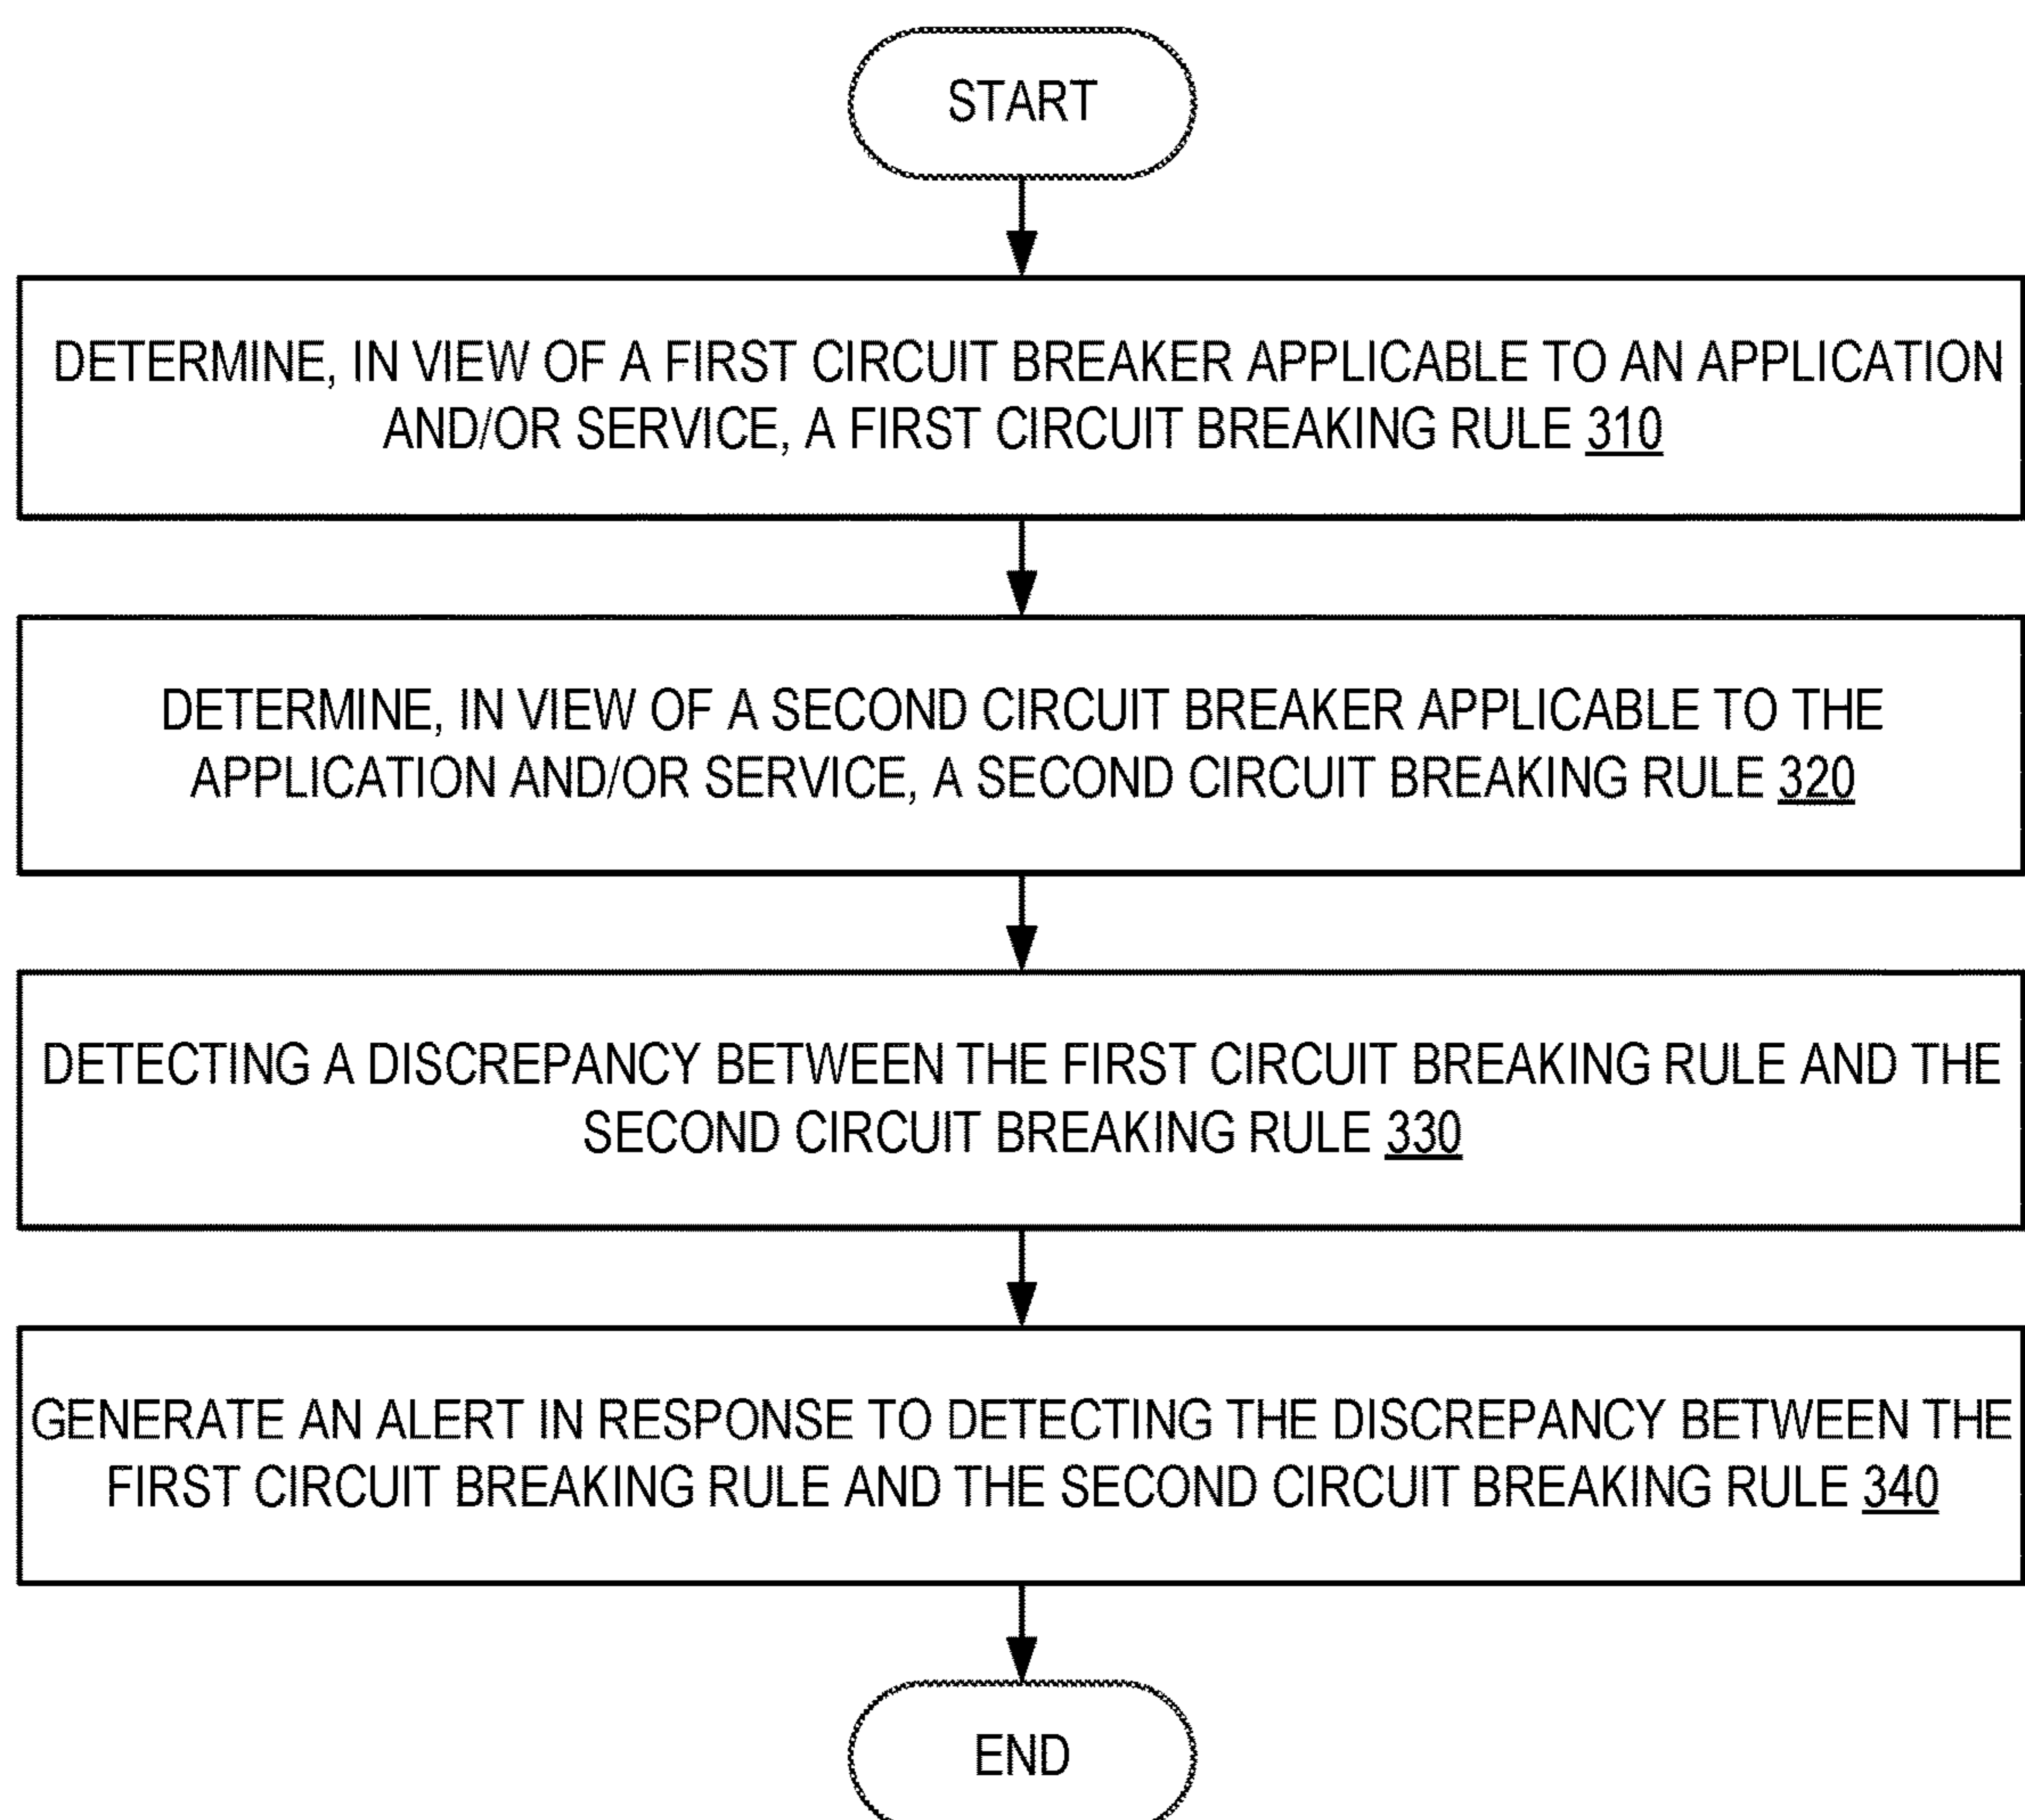 START
DETERMINE, IN VIEW OF A FIRST CIRCUIT BREAKER APPLICABLE TO AN APPLICATION
AND/OR SERVICE, A FIRST CIRCUIT BREAKING RULE 310
DETERMINE, IN VIEW OF A SECOND CIRCUIT BREAKER APPLICABLE TO THE
APPLICATION AND/OR SERVICE, A SECOND CIRCUIT BREAKING RULE 320
DETECTING A DISCREPANCY BETWEEN THE FIRST CIRCUIT BREAKING RULE AND THE
SECOND CIRCUIT BREAKING RULE 330
GENERATE AN ALERT IN RESPONSE TO DETECTING THE DISCREPANCY BETWEEN THE
FIRST CIRCUIT BREAKING RULE AND THE SECOND CIRCUIT BREAKING RULE 340
END